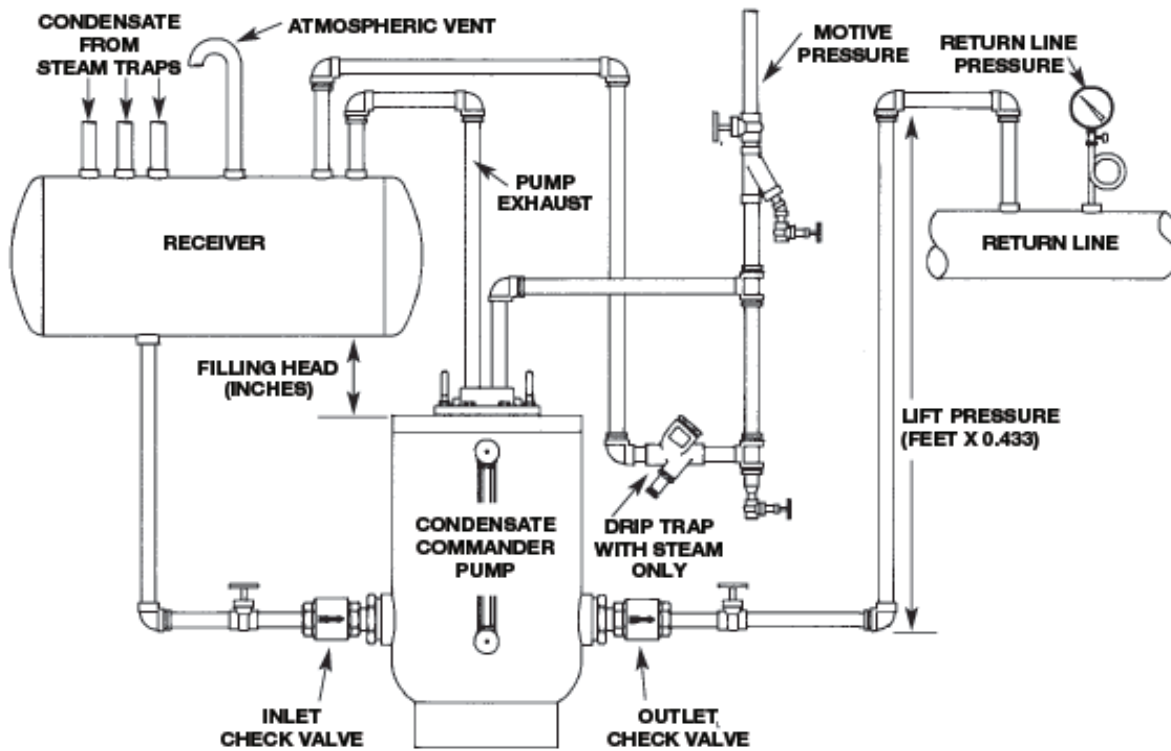 CONDENSATE
FROM
STEAM TRAPS
ATMOSPHERIC VENT
MOTIVE
PRESSURE
RETURN LINE
PRESSURE
PUMP
EXHAUST
RECEIVER
RETURN LINE
FILLING HEAD
(INCHES)
LIFT PRESSURE
(FEET X 0.433)
CONDENSATE
COMMANDER
PUMP
DRIP TRAP
WITH STEAM
ONLY
INLET
CHECK VALVE
OUTLET
CHECK VALVE